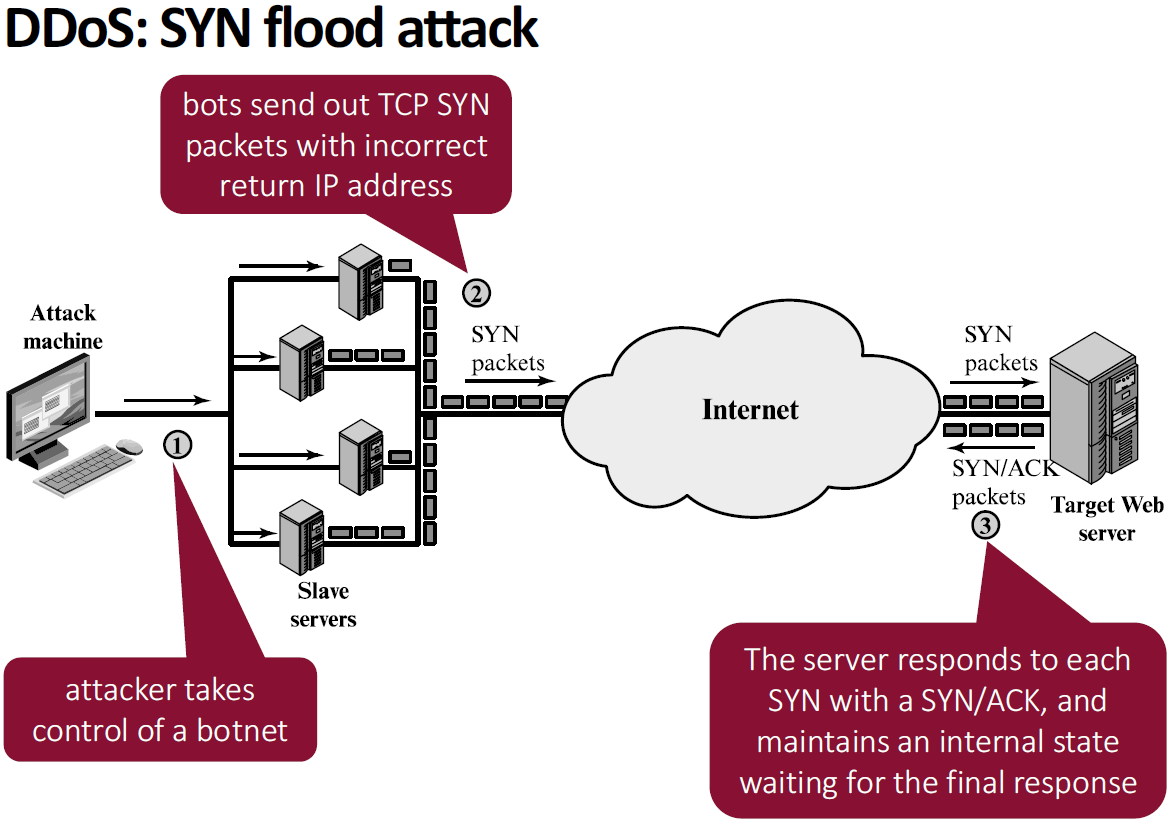 DDoS: SYN flood attack
bots send out TCP SYN
packets with incorrect
return IP address
Attack
machine
1
2
SYN
packets
Internet
SYN
packets
SYN/ACK
packets
3
Target Web
server
Slave
servers
attacker takes
control of a botnet
The server responds to each
SYN with a SYN/ACK, and
maintains an internal state
waiting for the final response